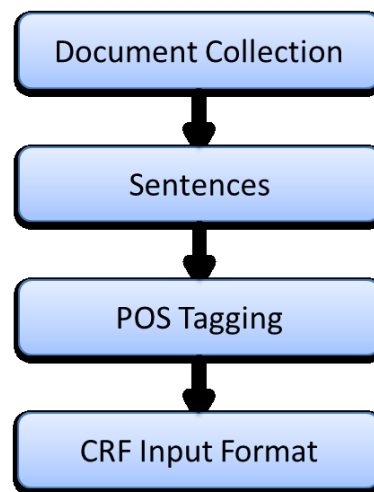 Document Collection
Sentences
POS Tagging
CRF Input Format